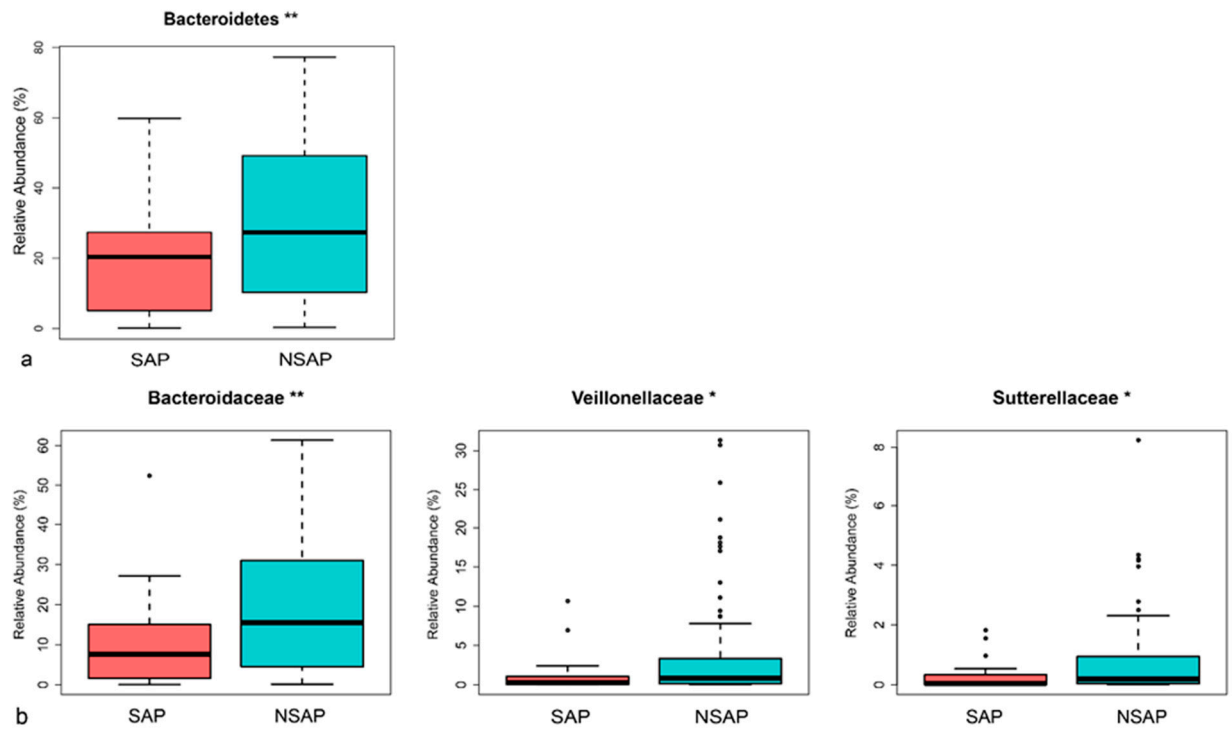 Bacteroidetes **
Relative Abundance (%)
80
60
40
20
0
SAP NSAP
a
Bacteroidaceae ** Veillonellaceae * Sutterellaceae *
Relative Abundance (%)
60
50
40
30
20
10
0
SAP NSAP
Relative Abundance (%)
30
25
20
15
10
5
0
SAP NSAP
Relative Abundance (%)
8
6
4
2
0
SAP NSAP
b